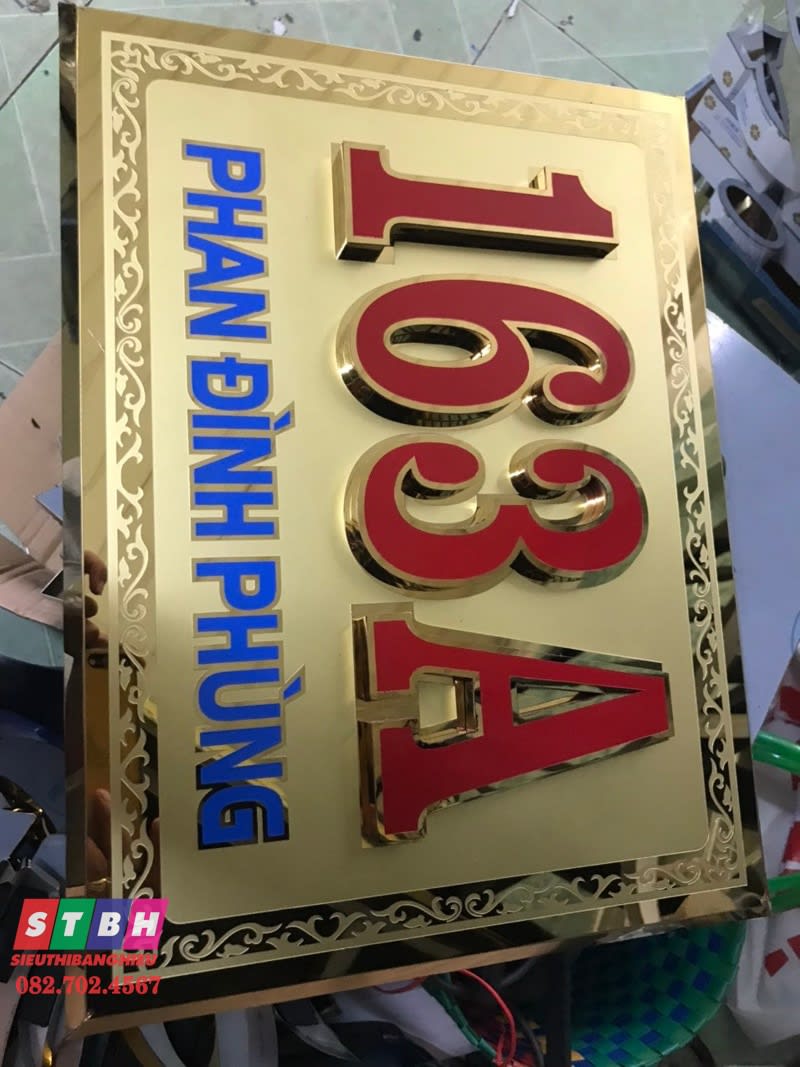 163A
PHAN ĐÌNH PHÙNG
STBH
SIEUTHIBANGHIEU
082.702.4567